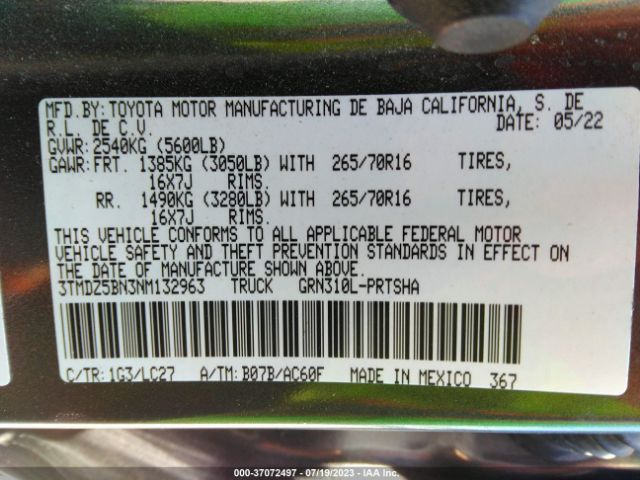 MFD.BY:TOYOTA MOTOR MANUFACTURING DE BAJA CALIFORNIA, S. DE
R.L. DE C.V. DATE: 05/22
GVWR:2540KG (5600LB)
GAWR:FRT. 1385KG (3050LB) WITH 265/70R16 TIRES,
16X7J RIMS.
RR. 1490KG (3280LB) WITH 265/70R16 TIRES,
16X7J RIMS.
THIS VEHICLE CONFORMS TO ALL APPLICABLE FEDERAL MOTOR
VEHICLE SAFETY AND THEFT PREVENTION STANDARDS IN EFFECT ON
THE DATE OF MANUFACTURE SHOWN ABOVE.
3TMDZ5BN3NM132963 TRUCK GRN310L-PRTSHA
C/TR:1G3/LC27 A/TM:B07B/AC60F MADE IN MEXICO 367
000-37072497 - 07/19/2023 - IAA Inc.